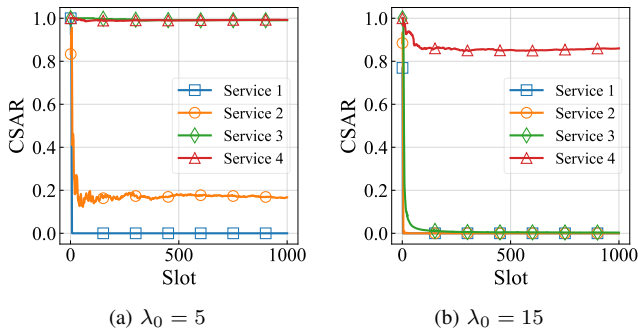 CSAR
1.0
0.8
0.6
0.4
0.2
0.0
Service 1
Service 2
Service 3
Service 4
0
500
1000
Slot
(a) λ₀ = 5
CSAR
1.0
0.8
0.6
0.4
0.2
0.0
Service 1
Service 2
Service 3
Service 4
0
500
1000
Slot
(b) λ₀ = 15